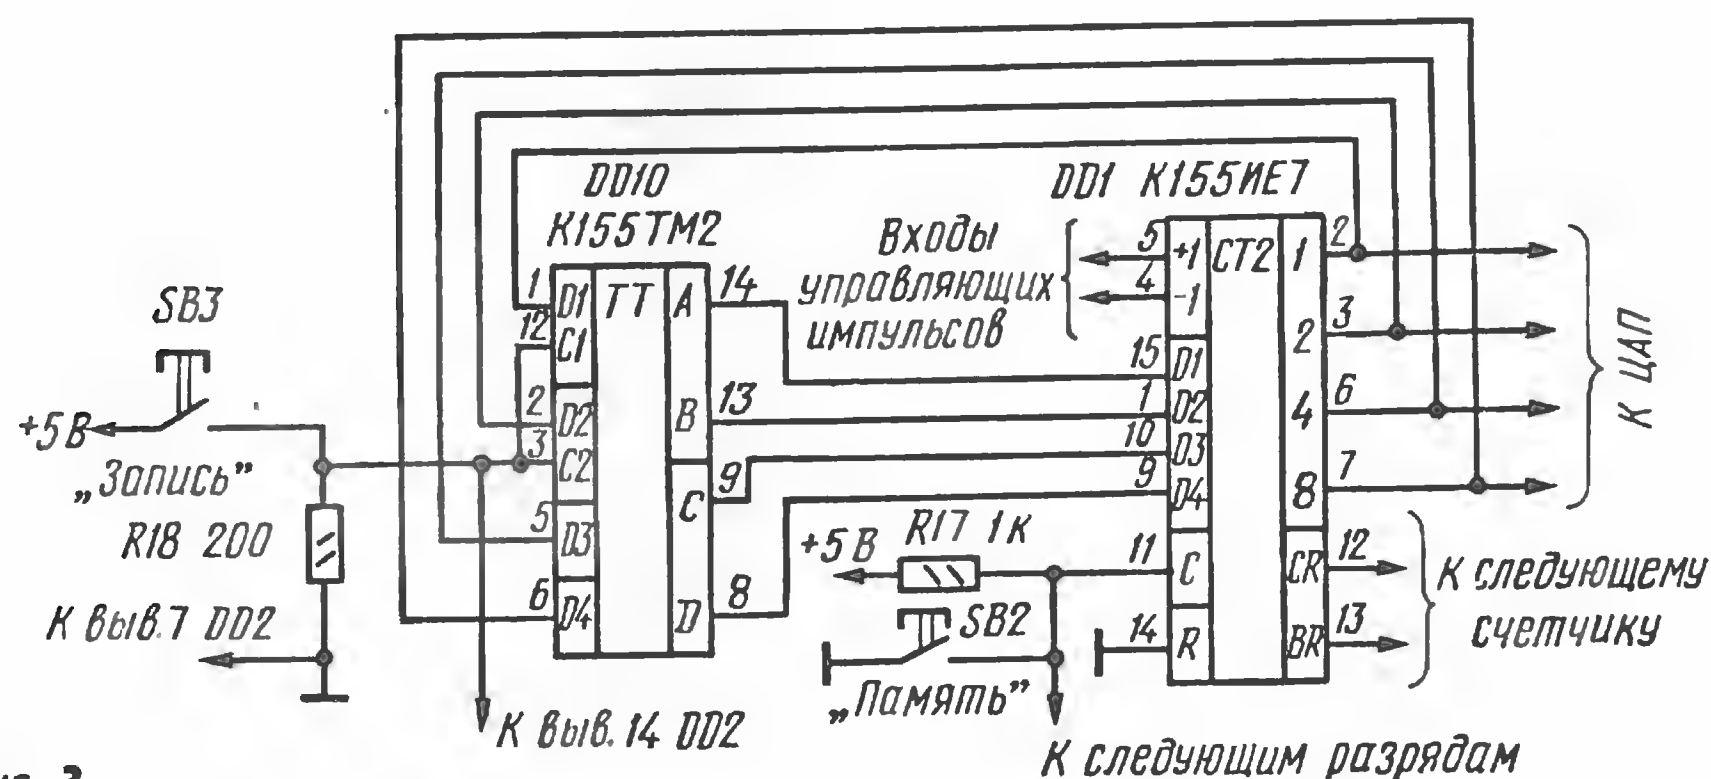 DD10
К155ТМ2
DD1 К155ИЕ7
Входы
управляющих
импульсов
SB3
+5 В
„Запись”
R18 200
К выв. 7 DD2
К выв. 14 DD2
1
12
2
3
5
6
D1
C1
D2
C2
D3
D4
TT
A
B
C
D
14
13
9
8
5
4
15
1
10
9
11
14
+1
-1
D1
D2
D3
D4
C
R
СТ2
1
2
4
8
CR
BR
2
3
6
7
12
13
К ЦАП
К следующему
счетчику
+5 В
R17 1 к
SB2
„Память”
К следующим разрядам